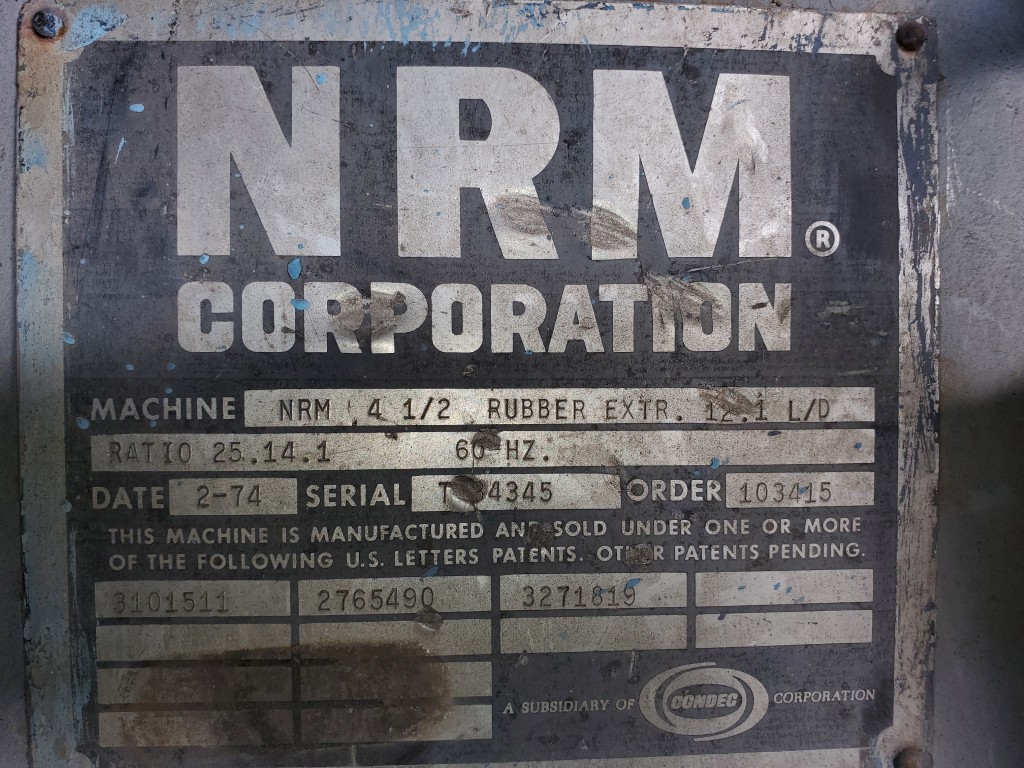 NRM®
CORPORATION
MACHINE NRM 4 1/2 RUBBER EXTR. 12.1 L/D
RATIO 25.14.1 60 HZ.
DATE 2-74 SERIAL ORDER 103415
THIS MACHINE IS MANUFACTURED AND SOLD UNDER ONE OR MORE
OF THE FOLLOWING U.S. LETTERS PATENTS. OTHER PATENTS PENDING.
3101511 2765490 3271819
A SUBSIDIARY OF CONDEC CORPORATION